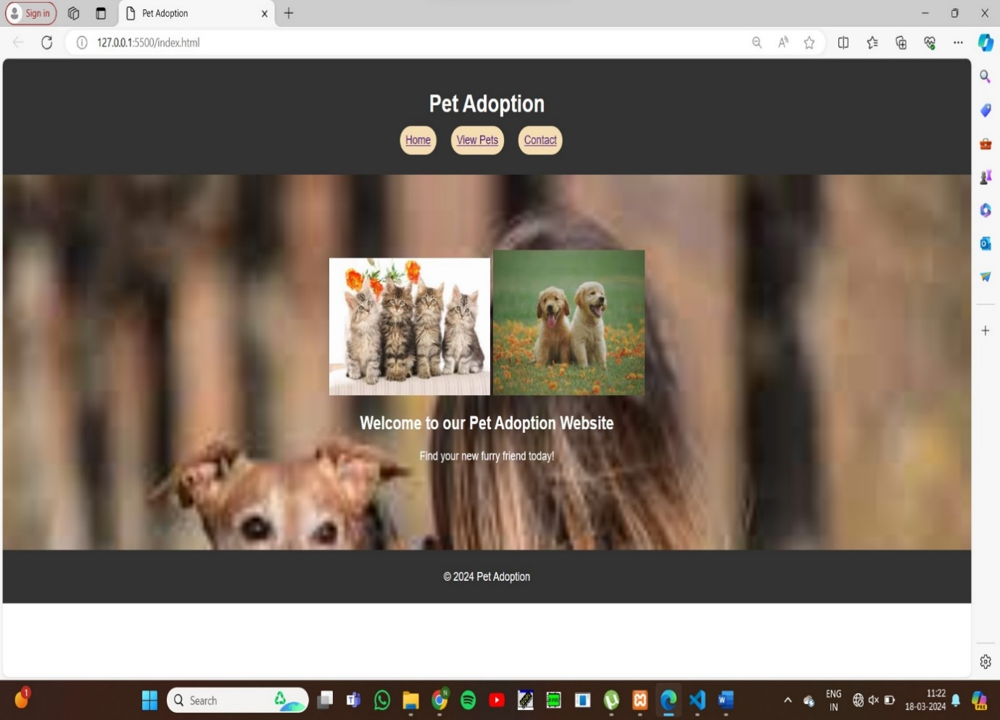 Sign in
Pet Adoption
127.0.0.1:5500/index.html
Pet Adoption
Home View Pets Contact
Welcome to our Pet Adoption Website
Find your new furry friend today!
© 2024 Pet Adoption
1
Search
ENG
IN
11:22
18-03-2024
PRE